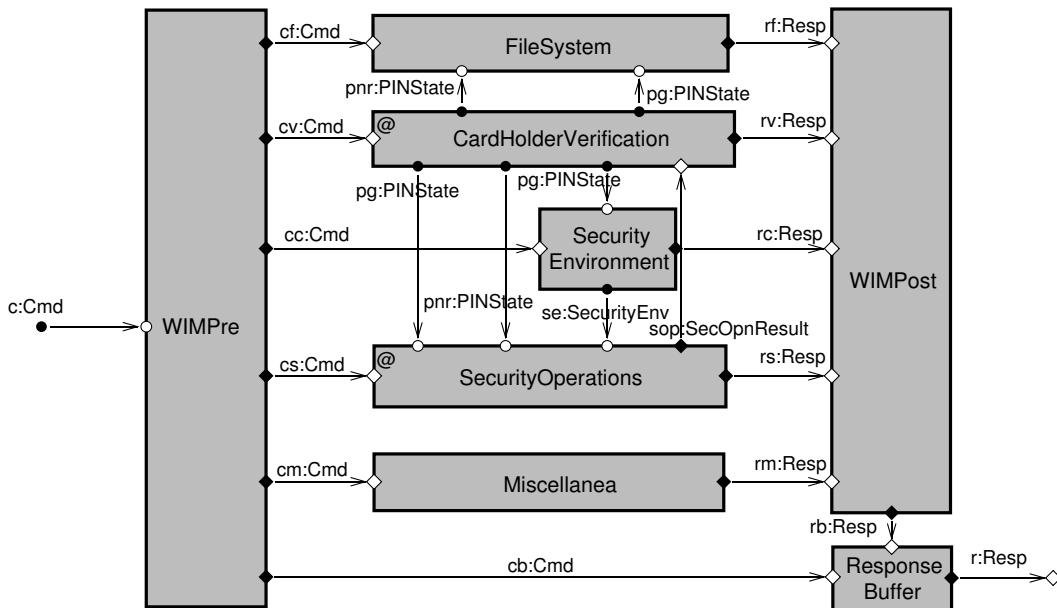 cf:Cmd
FileSystem
rf:Resp
pnr:PINState
pg:PINState
cv:Cmd
@
CardHolderVerification
rv:Resp
pg:PINState
pg:PINState
cc:Cmd
Security
Environment
rc:Resp
WIMPost
c:Cmd
WIMPre
pnr:PINState
se:SecurityEnv
sop:SecOpnResult
cs:Cmd
@
SecurityOperations
rs:Resp
cm:Cmd
Miscellanea
rm:Resp
rb:Resp
cb:Cmd
Response
Buffer
r:Resp